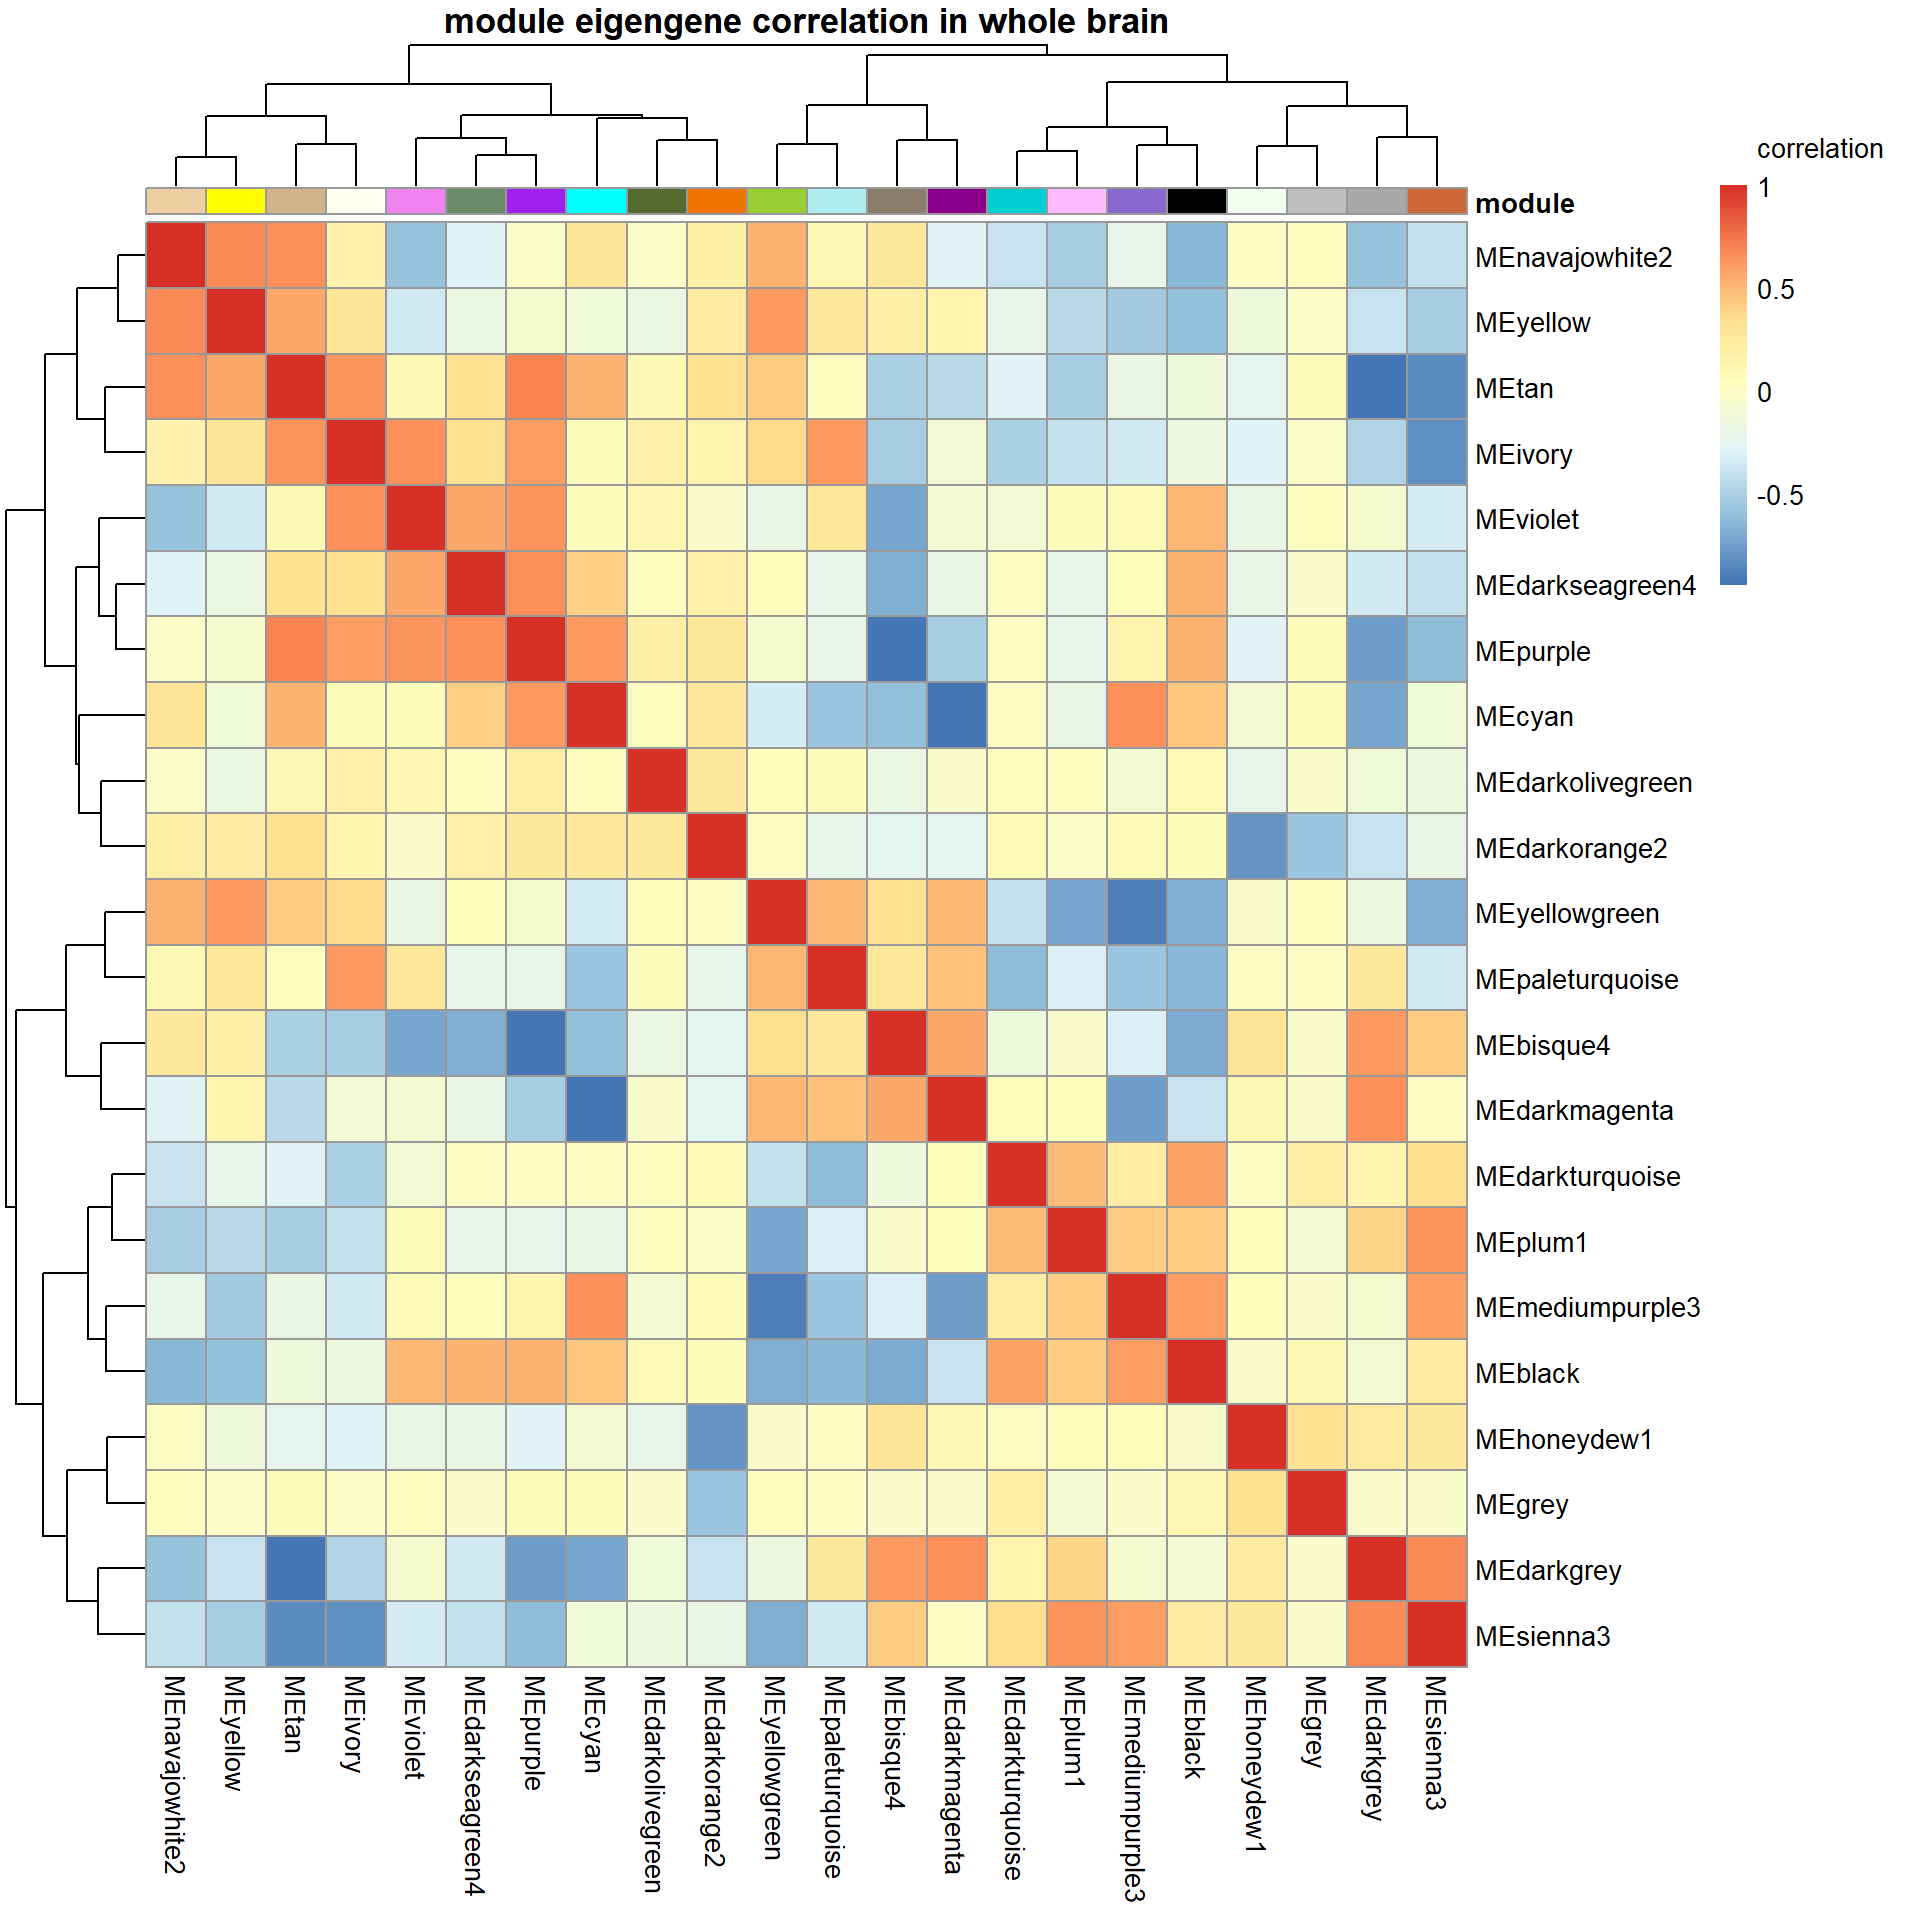 module eigengene correlation in whole brain
correlation
1
0.5
0
-0.5
module
MEnavajowhite2
MEyellow
MEtan
MEivory
MEviolet
MEdarkseagreen4
MEpurple
MEcyan
MEdarkolivegreen
MEdarkorange2
MEyellowgreen
MEpaleturquoise
MEbisque4
MEdarkmagenta
MEdarkturquoise
MEplum1
MEmediumpurple3
MEblack
MEhoneydew1
MEgrey
MEdarkgrey
MEsienna3
MEnavajowhite2
MEyellow
MEtan
MEivory
MEviolet
MEdarkseagreen4
MEpurple
MEcyan
MEdarkolivegreen
MEdarkorange2
MEyellowgreen
MEpaleturquoise
MEbisque4
MEdarkmagenta
MEdarkturquoise
MEplum1
MEmediumpurple3
MEblack
MEhoneydew1
MEgrey
MEdarkgrey
MEsienna3